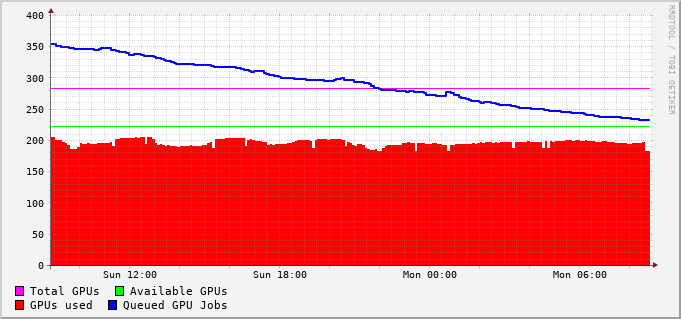 400
350
300
250
200
150
100
50
0
Sun 12:00 Sun 18:00 Mon 00:00 Mon 06:00
Total GPUs Available GPUs
GPUs used Queued GPU Jobs
RRDTOOL / TOBI OETIKER